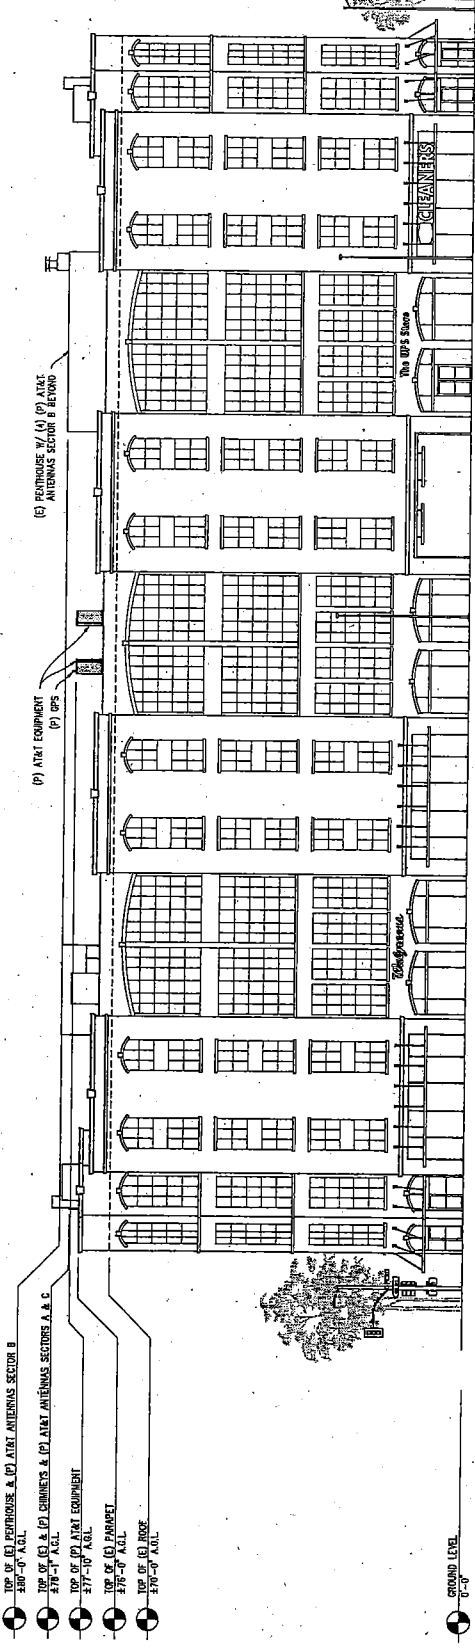 TOP OF (E) PENTHOUSE & (P) AT&T ANTENNAS SECTOR B
±80'-0" A.G.L.
TOP OF (E) & (P) CHIMNEYS & (P) AT&T ANTENNAS SECTORS A & C
±78'-1" A.G.L.
TOP OF (P) AT&T EQUIPMENT
±77'-10" A.G.L.
TOP OF (E) PARAPET
±75'-0" A.G.L.
TOP OF (E) ROOF
±70'-0" A.G.L.
GROUND LEVEL
0'-0"
(P) AT&T EQUIPMENT
(P) GPS
(E) PENTHOUSE W/ (4) (P) AT&T
ANTENNAS SECTOR B BEYOND
Walgreens
The UPS Store
CLEANERS